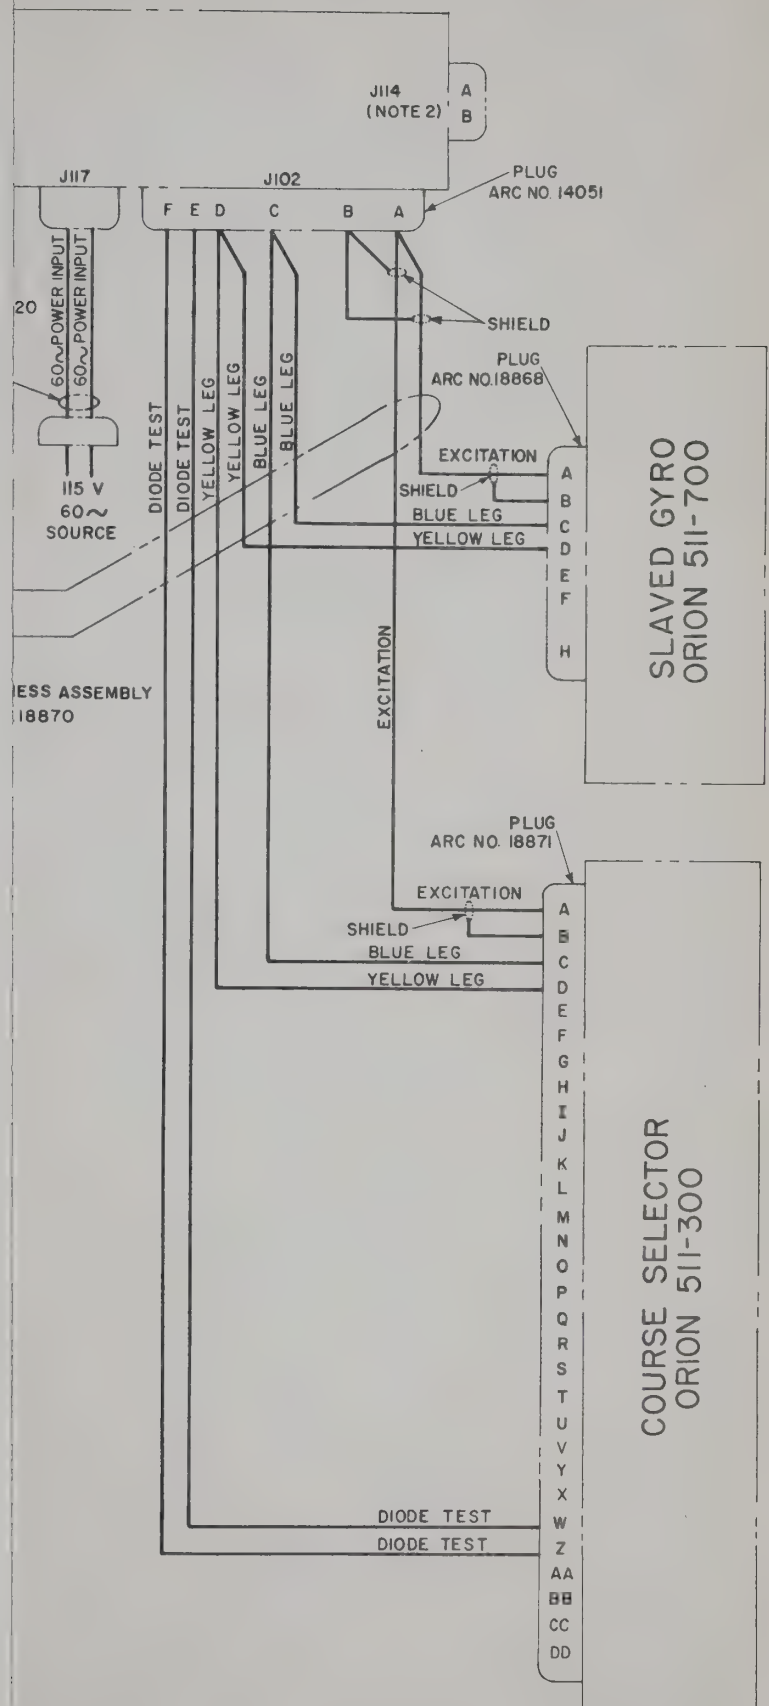 J114
(NOTE 2)
A
B
J117
J102
PLUG
ARC NO. 14051
F E D C B A
60~POWER INPUT
60~POWER INPUT
20
SHIELD
DIODE TEST
DIODE TEST
YELLOW LEG
YELLOW LEG
BLUE LEG
BLUE LEG
115 V
60~
SOURCE
PLUG
ARC NO. 18868
EXCITATION
SHIELD
BLUE LEG
YELLOW LEG
A
B
C
D
E
F
H
SLAVED GYRO
ORION 511-700
EXCITATION
IESS ASSEMBLY
18870
PLUG
ARC NO. 18871
EXCITATION
SHIELD
BLUE LEG
YELLOW LEG
A
B
C
D
E
F
G
H
I
J
K
L
M
N
O
P
Q
R
S
T
U
V
Y
X
W
Z
AA
BB
CC
DD
DIODE TEST
DIODE TEST
COURSE SELECTOR
ORION 511-300